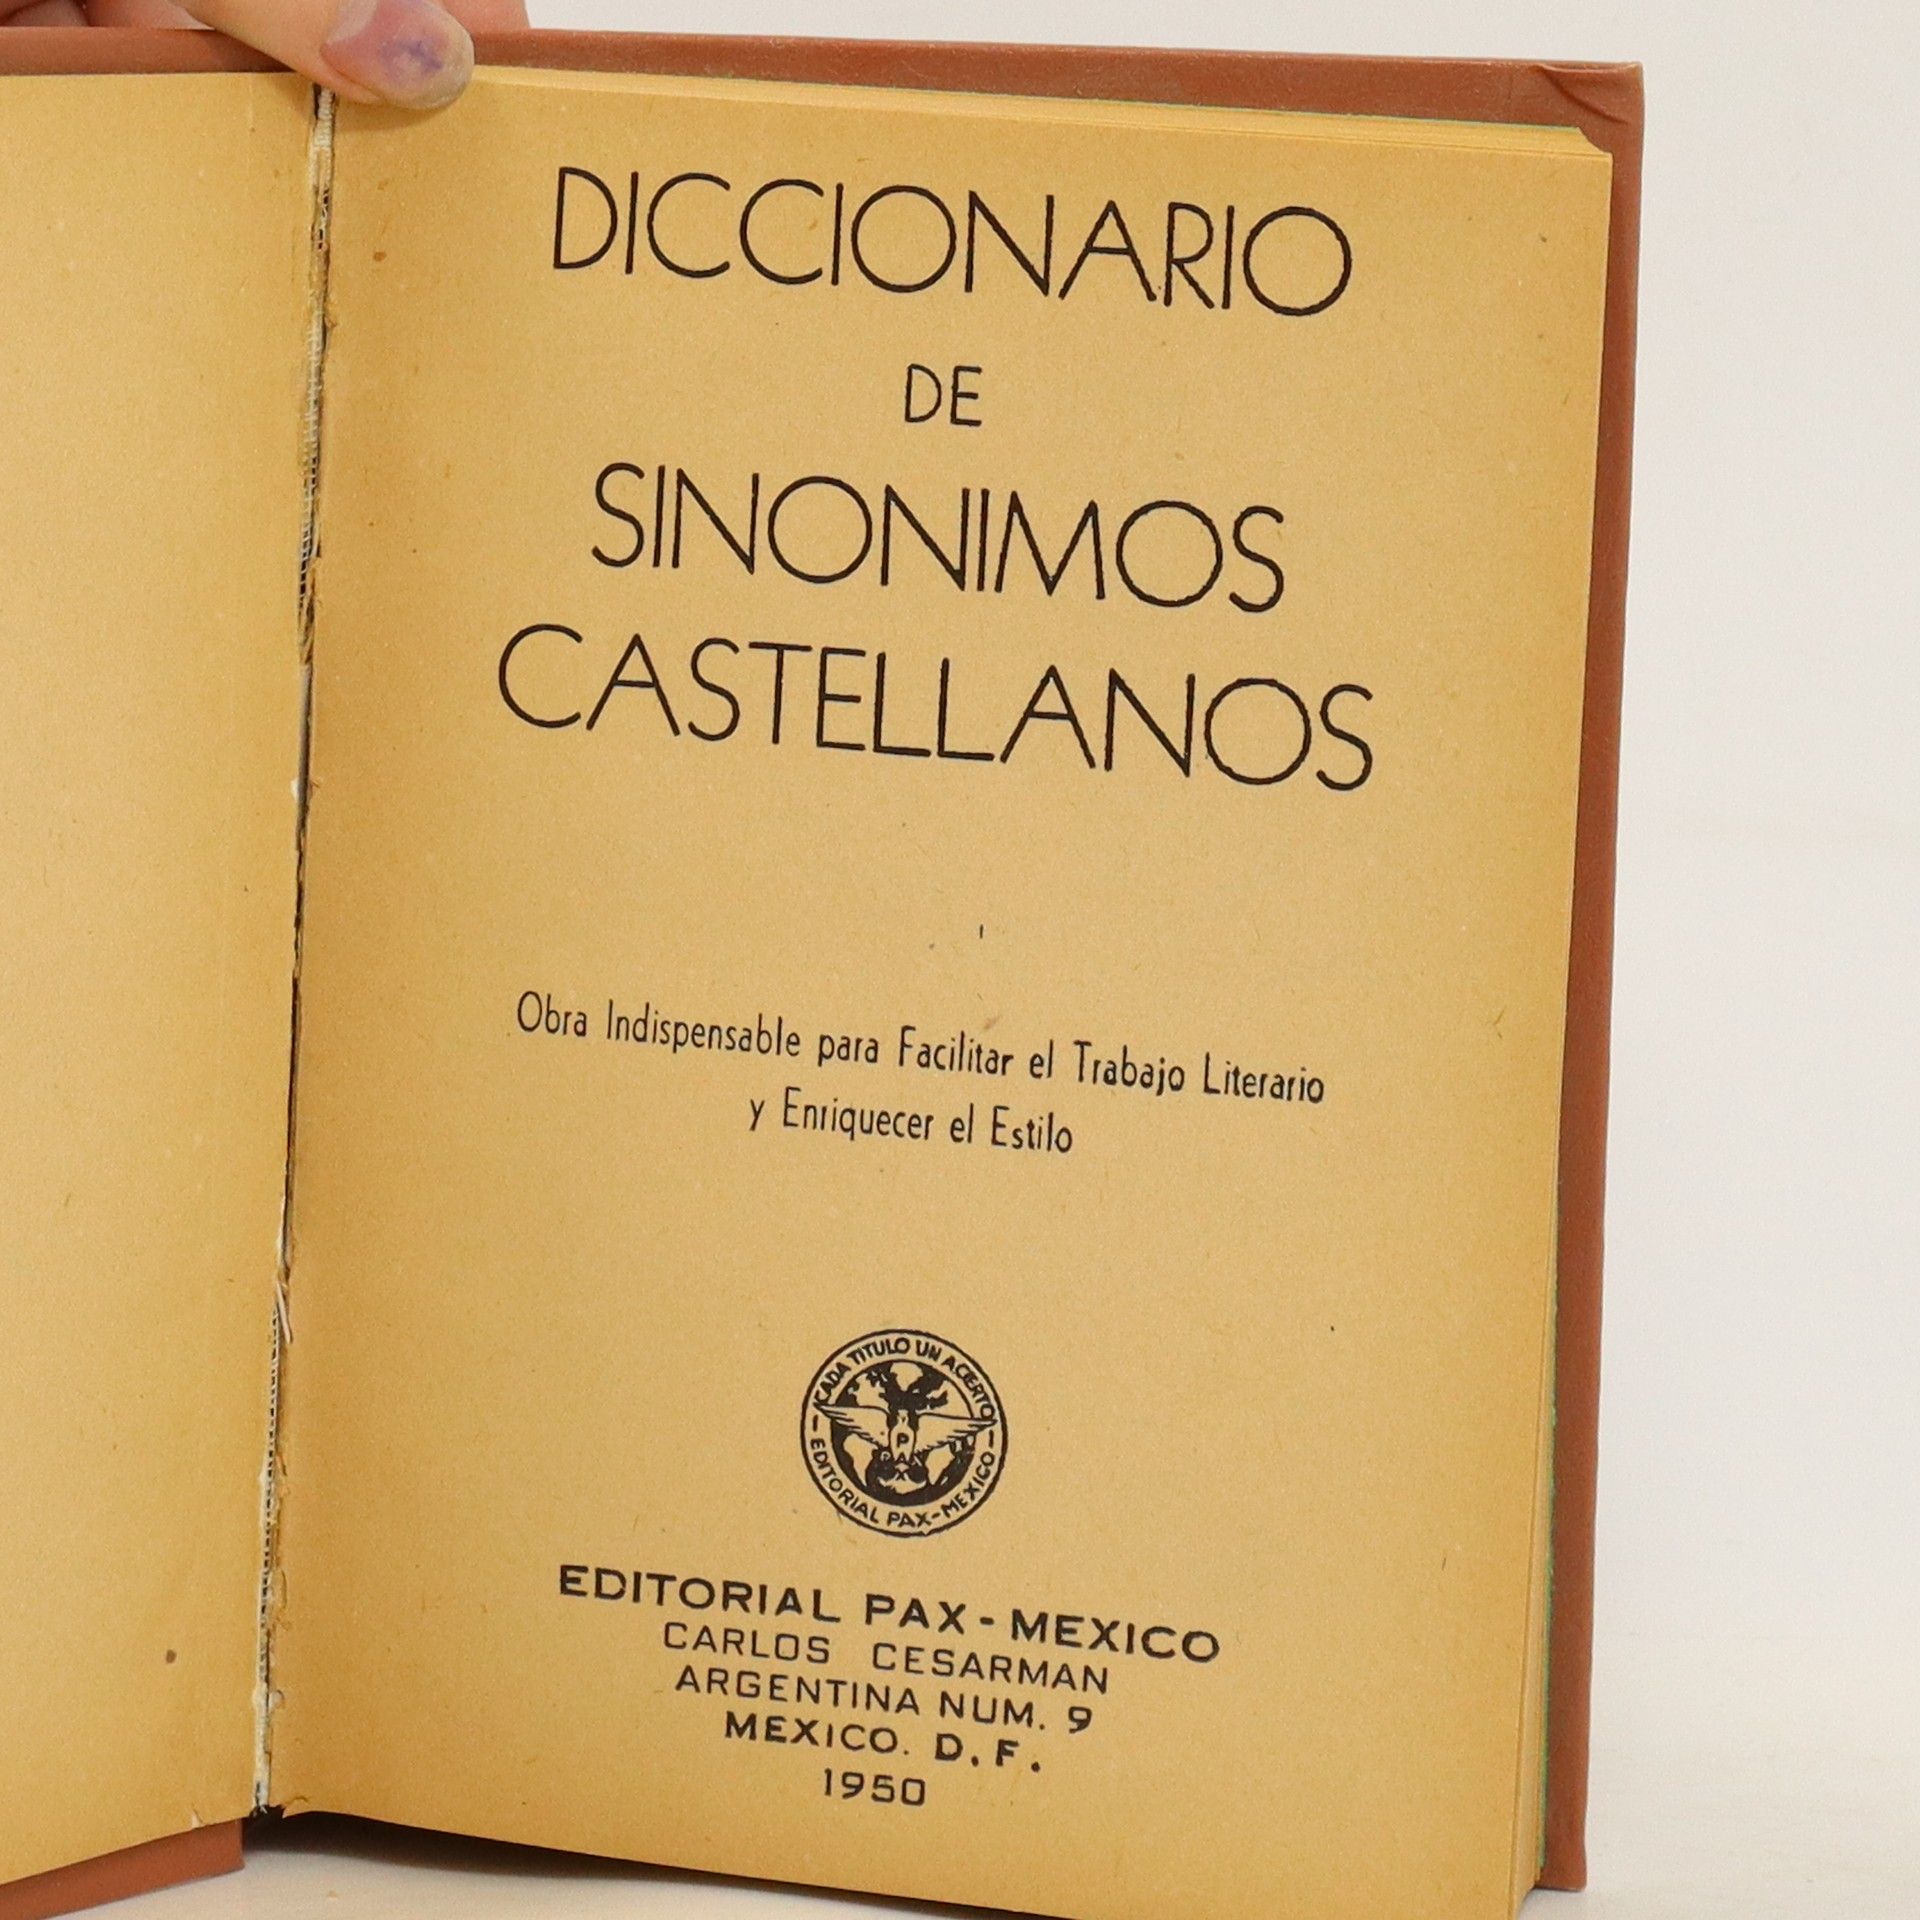 DICCIONARIO
DE
SINONIMOS
CASTELLANOS
Obra Indispensable para Facilitar el Trabajo Literario
y Enriquecer el Estilo
CADA TITULO UN ACIERTO
P
PAX
X
- EDITORIAL PAX-MEXICO -
EDITORIAL PAX - MEXICO
CARLOS CESARMAN
ARGENTINA NUM. 9
MEXICO. D. F.
1950